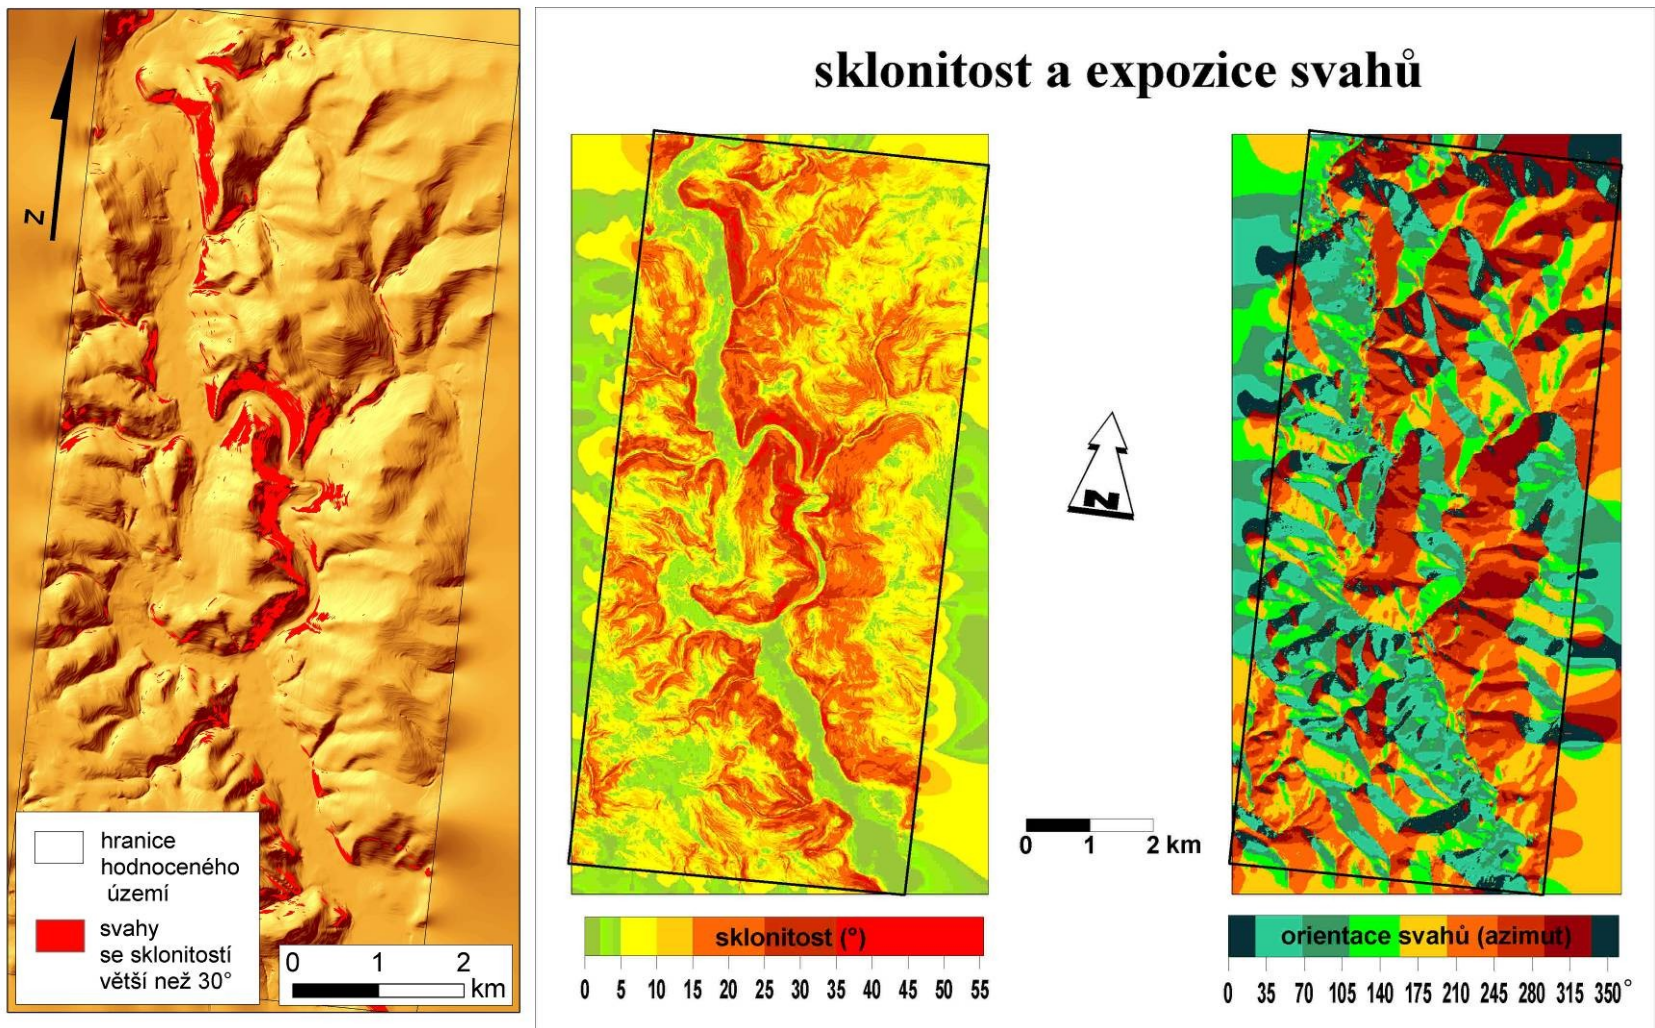 Z
hranice
hodnoceného
území
svahy
se sklonitostí
větší než 30°
0 1 2
km
sklonitost a expozice svahů
N
0 1 2 km
sklonitost (°)
0 5 10 15 20 25 30 35 40 45 50 55
orientace svahů (azimut)
0 35 70 105 140 175 210 245 280 315 350°